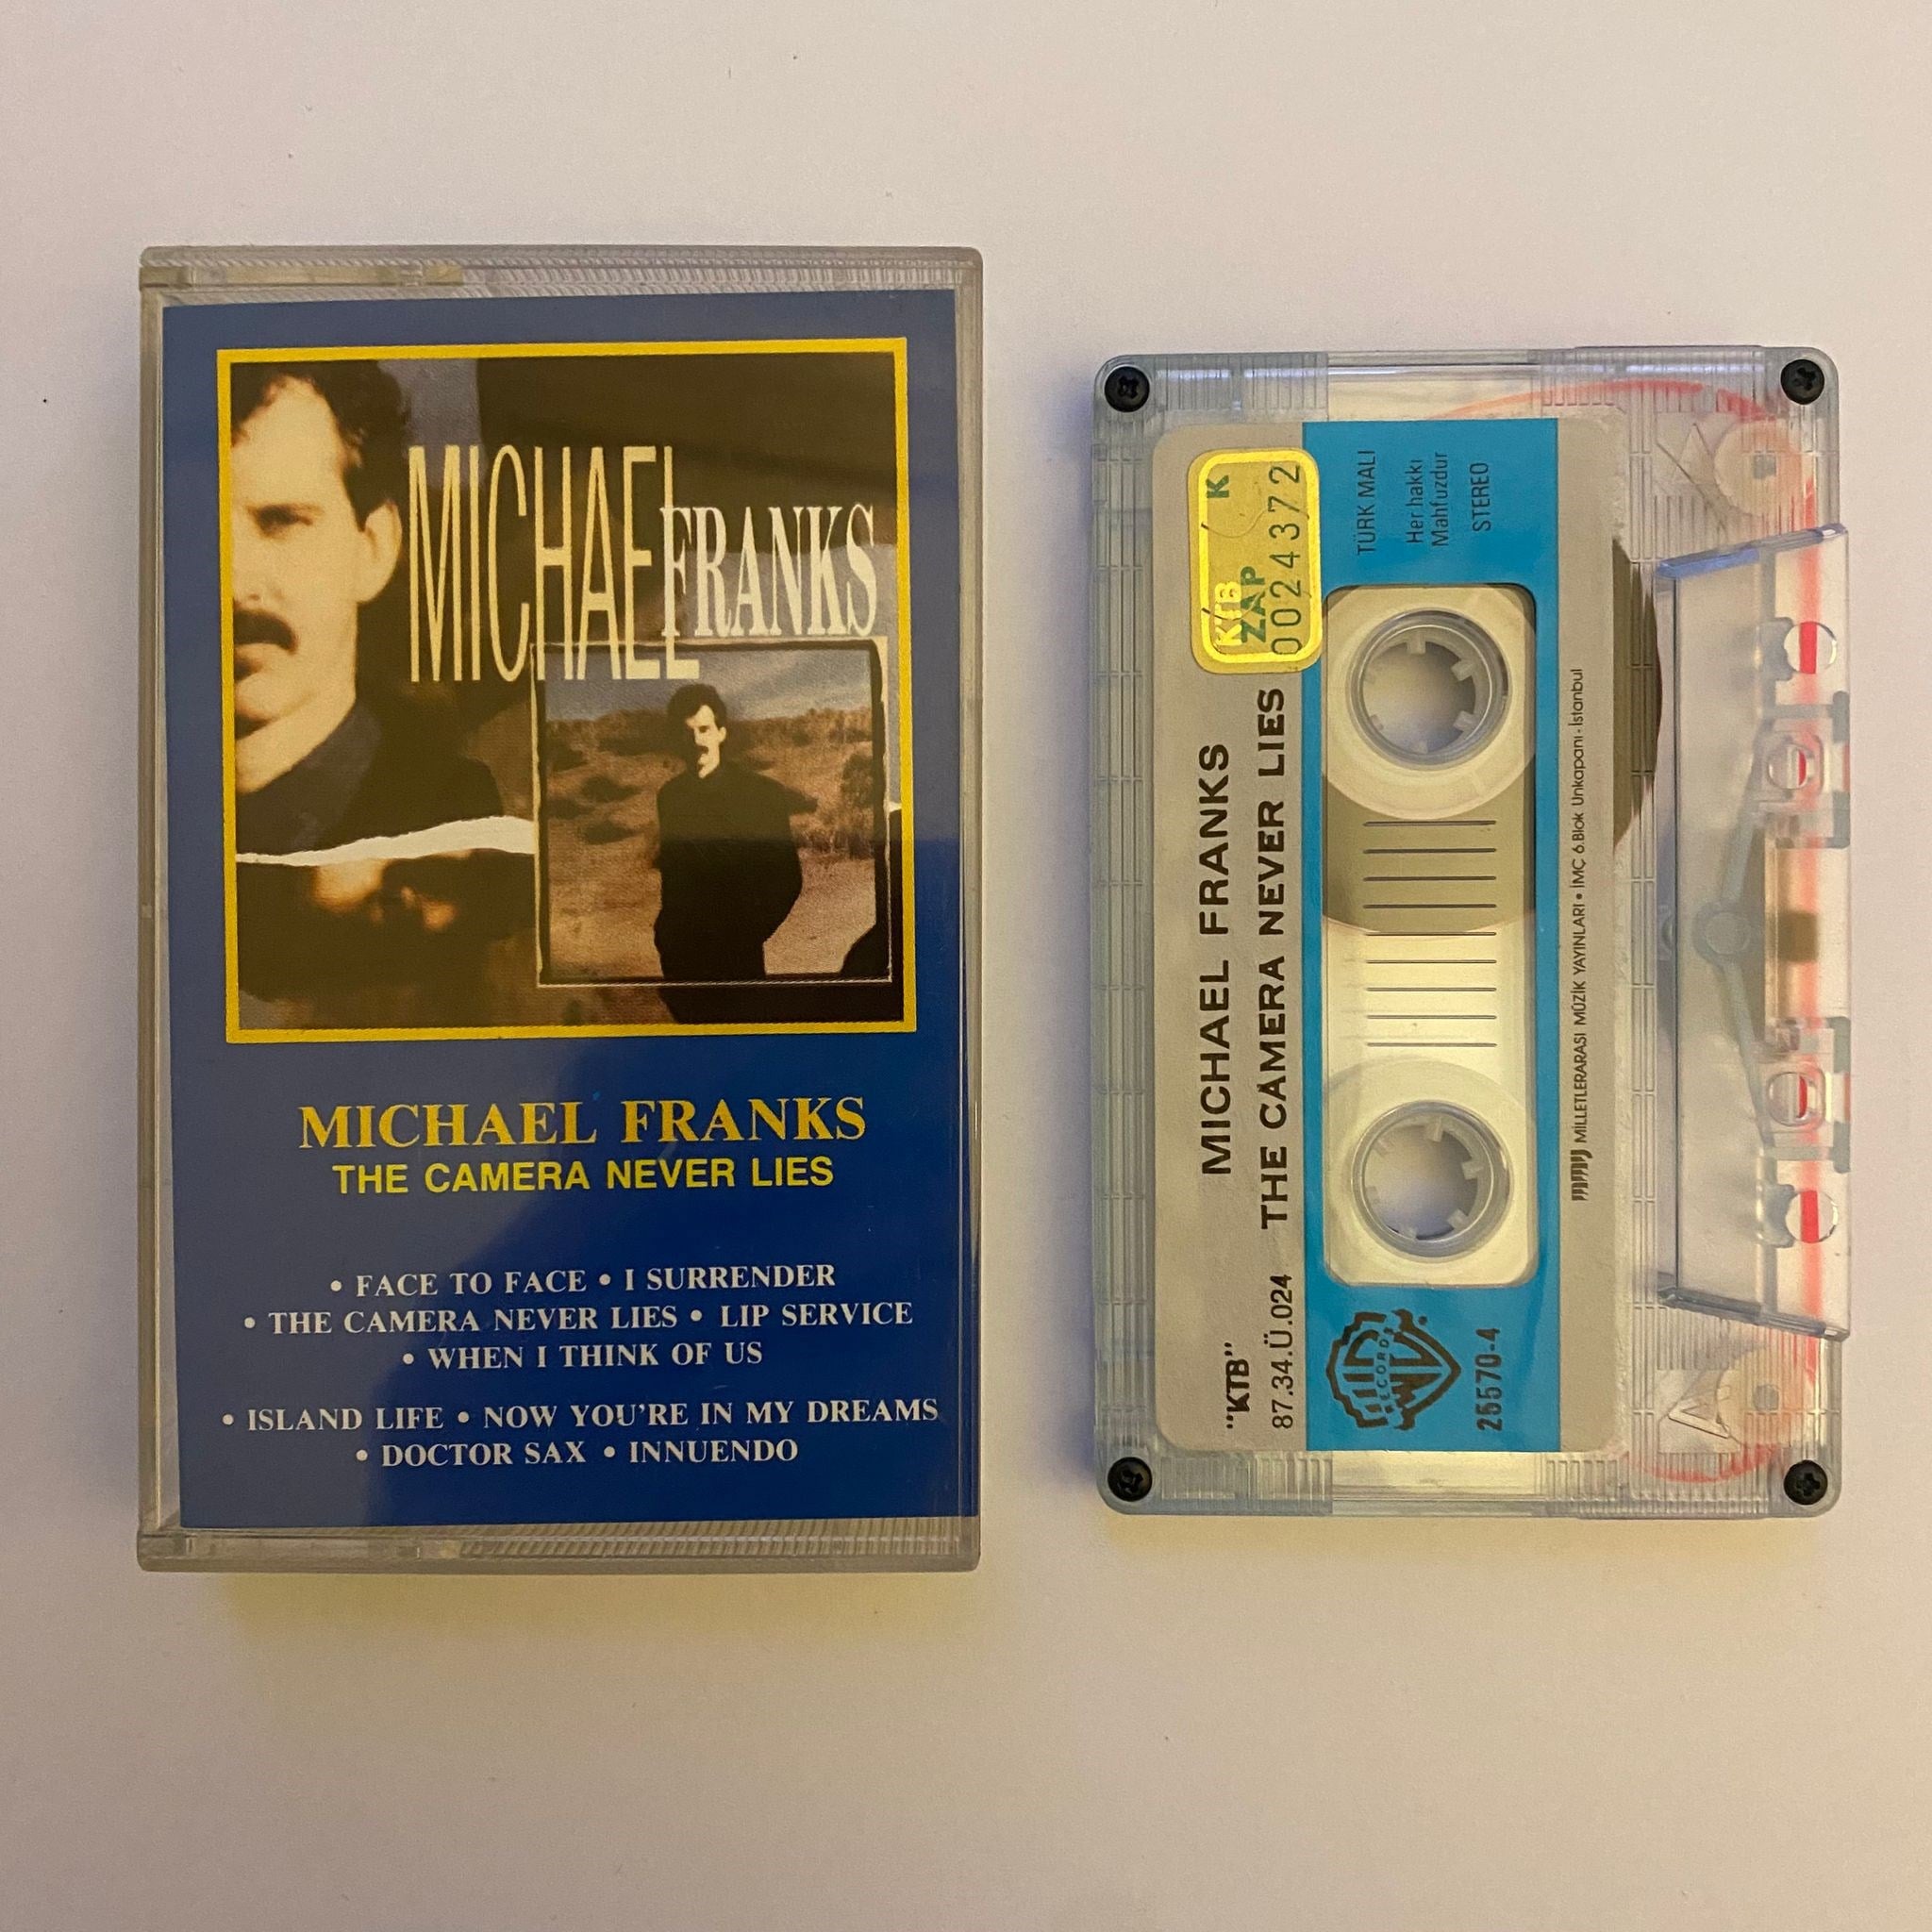 MICHAEL
FRANKS
MICHAEL FRANKS
THE CAMERA NEVER LIES
• FACE TO FACE • I SURRENDER
• THE CAMERA NEVER LIES • LIP SERVICE
• WHEN I THINK OF US
• ISLAND LIFE • NOW YOU'RE IN MY DREAMS
• DOCTOR SAX • INNUENDO
"KTB"
MICHAEL FRANKS
87.34.Ü.024
THE CAMERA NEVER LIES
K
KTB
ZAP
0024372
RECORDS
25570-4
TÜRK MALI
Her hakkı
Mahfuzdur
STEREO
MİLLETLERARASI MÜZİK YAYINLARI • İMÇ 6.Blok Unkapanı-İstanbul
A